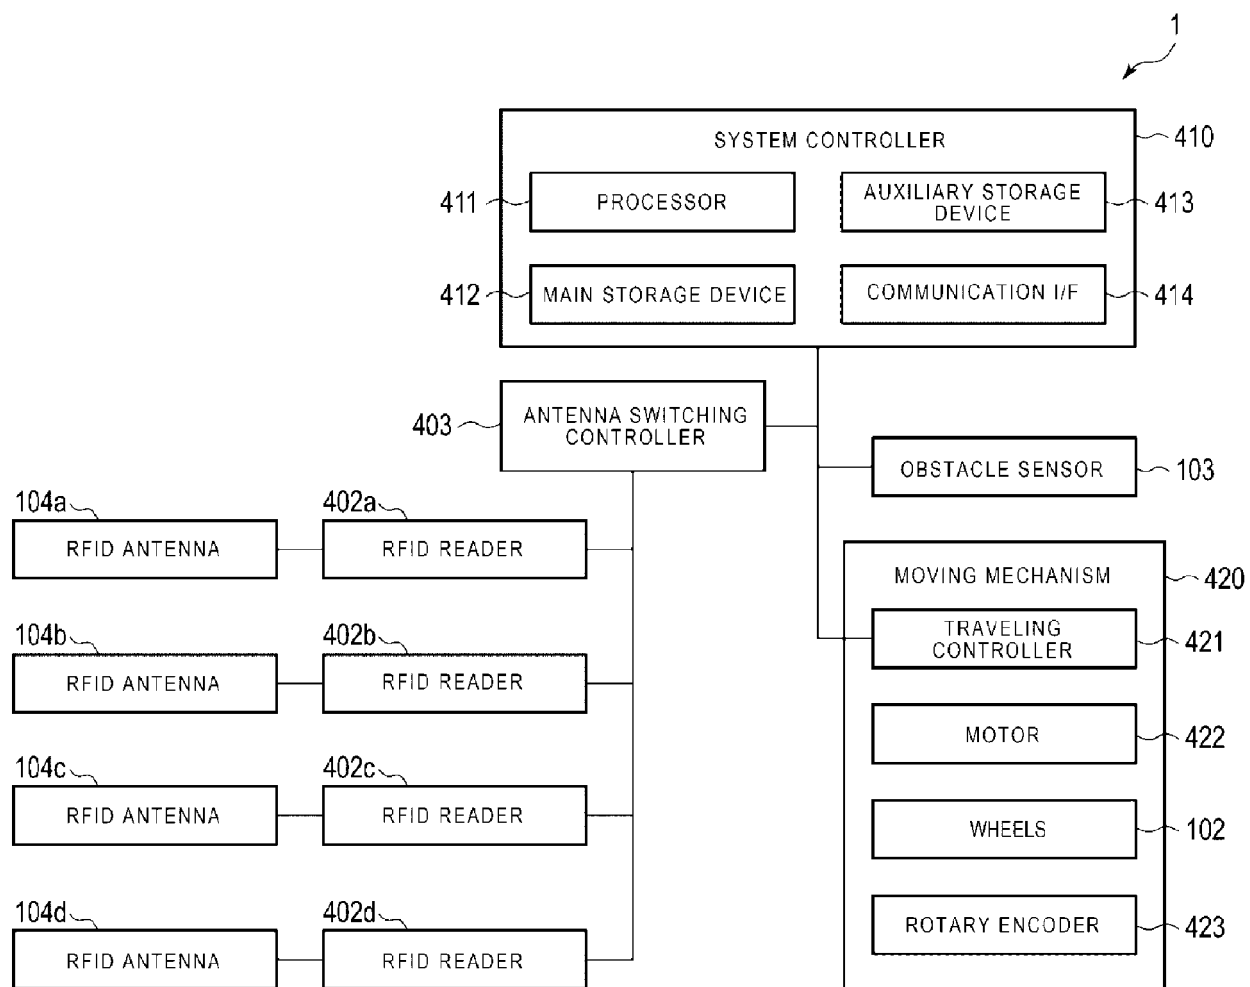 1
SYSTEM CONTROLLER
410
411
PROCESSOR
AUXILIARY STORAGE
DEVICE
413
412
MAIN STORAGE DEVICE
COMMUNICATION I/F
414
403
ANTENNA SWITCHING
CONTROLLER
OBSTACLE SENSOR
103
104a
402a
RFID ANTENNA
RFID READER
MOVING MECHANISM
420
104b
402b
RFID ANTENNA
RFID READER
TRAVELING
CONTROLLER
421
MOTOR
422
104c
402c
RFID ANTENNA
RFID READER
WHEELS
102
104d
402d
RFID ANTENNA
RFID READER
ROTARY ENCODER
423